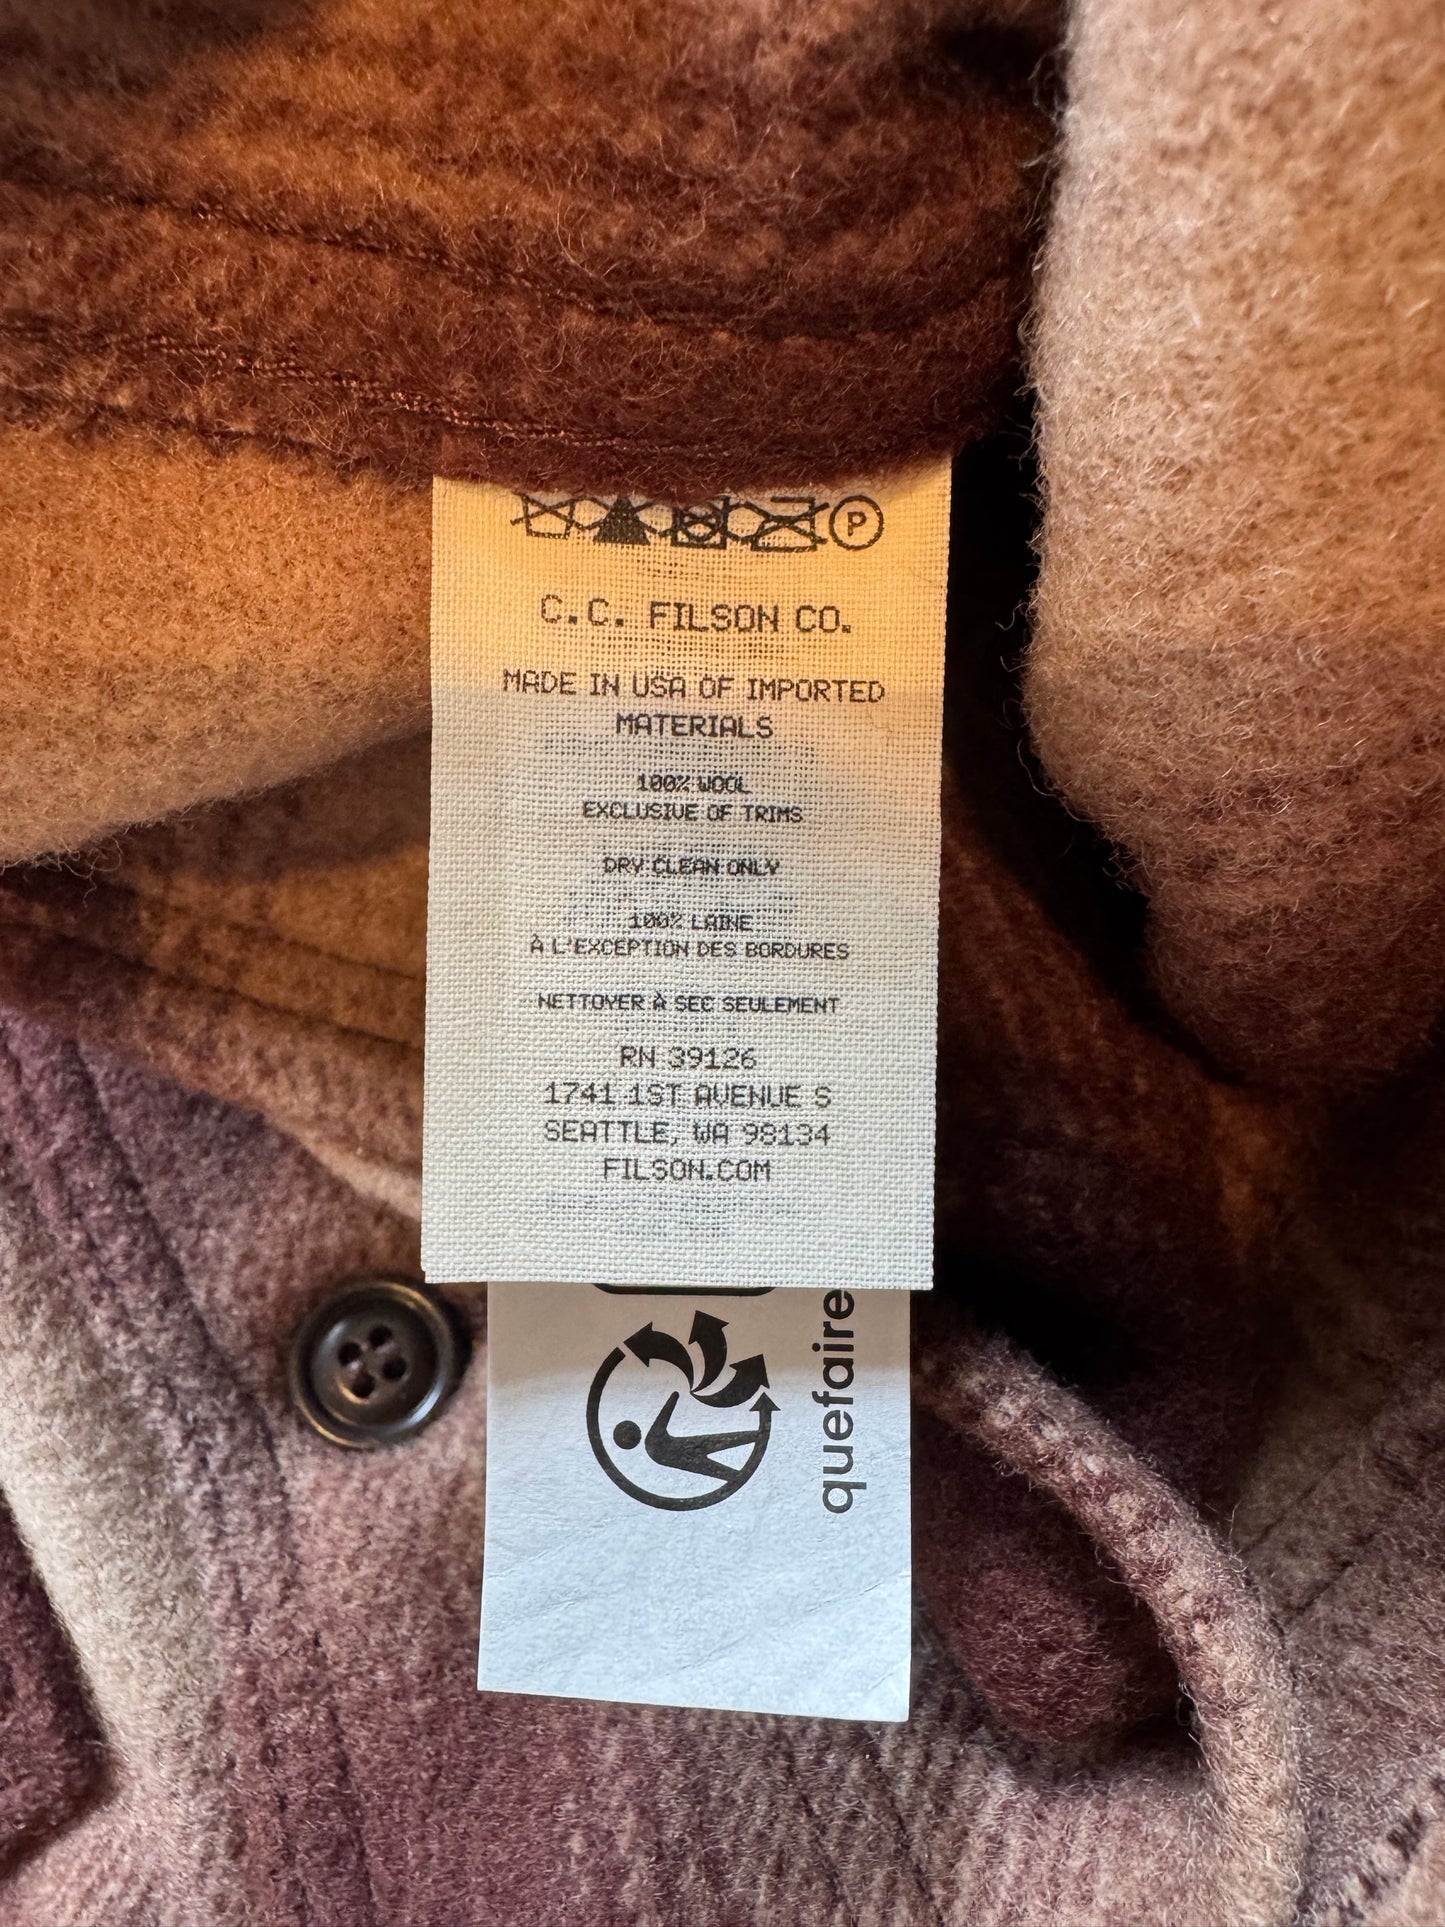 P
C.C. FILSON CO.
MADE IN USA OF IMPORTED
MATERIALS
100% WOOL
EXCLUSIVE OF TRIMS
DRY CLEAN ONLY
100% LAINE
À L'EXCEPTION DES BORDURES
NETTOYER À SEC SEULEMENT
RN 39126
1741 1ST AVENUE S
SEATTLE, WA 98134
FILSON.COM
quefaire